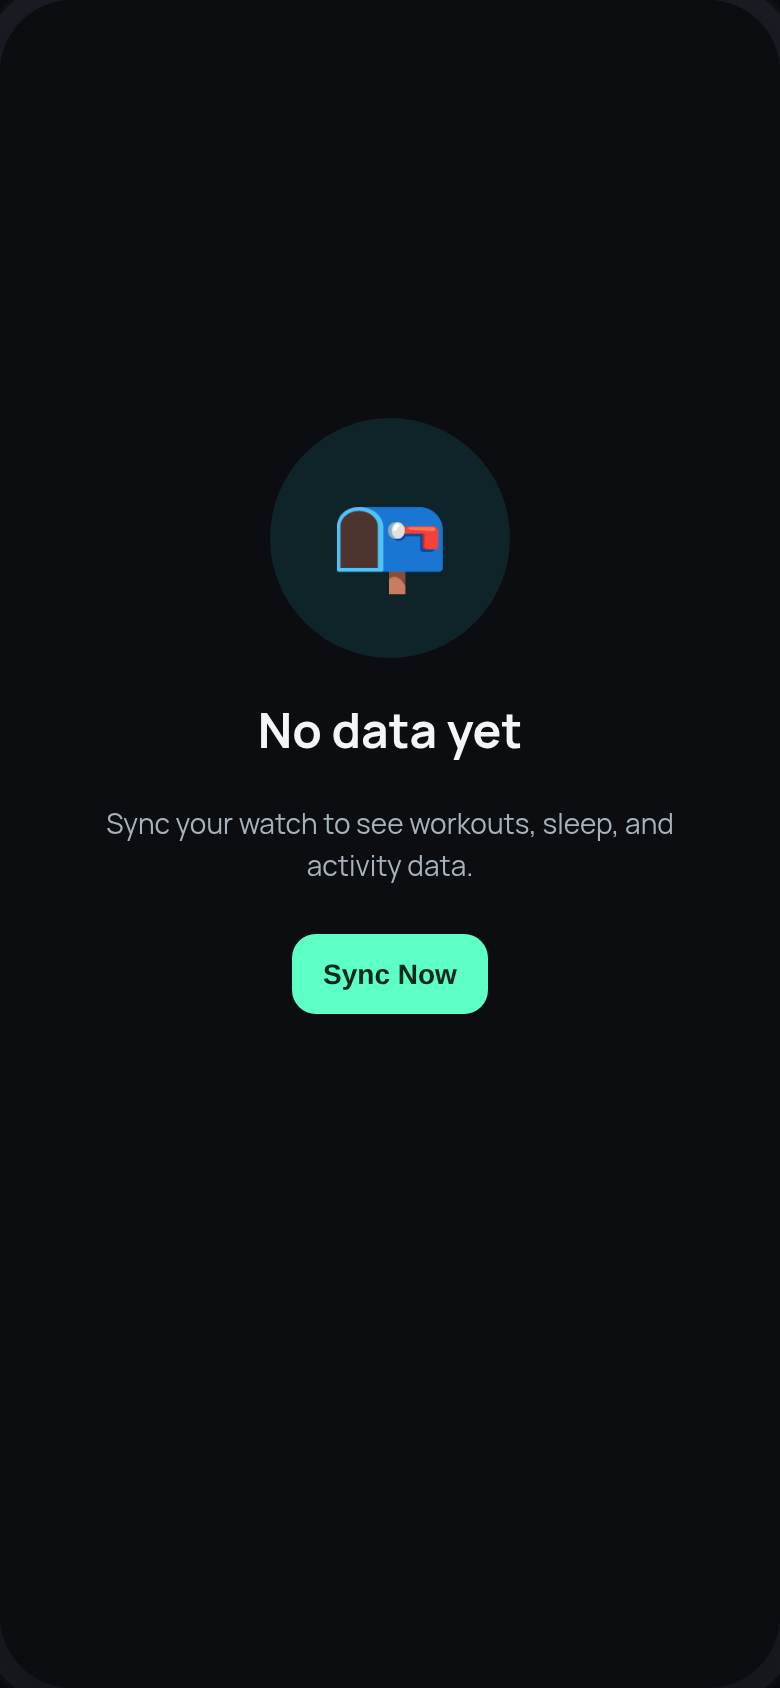 No data yet
Sync your watch to see workouts, sleep, and
activity data.
Sync Now